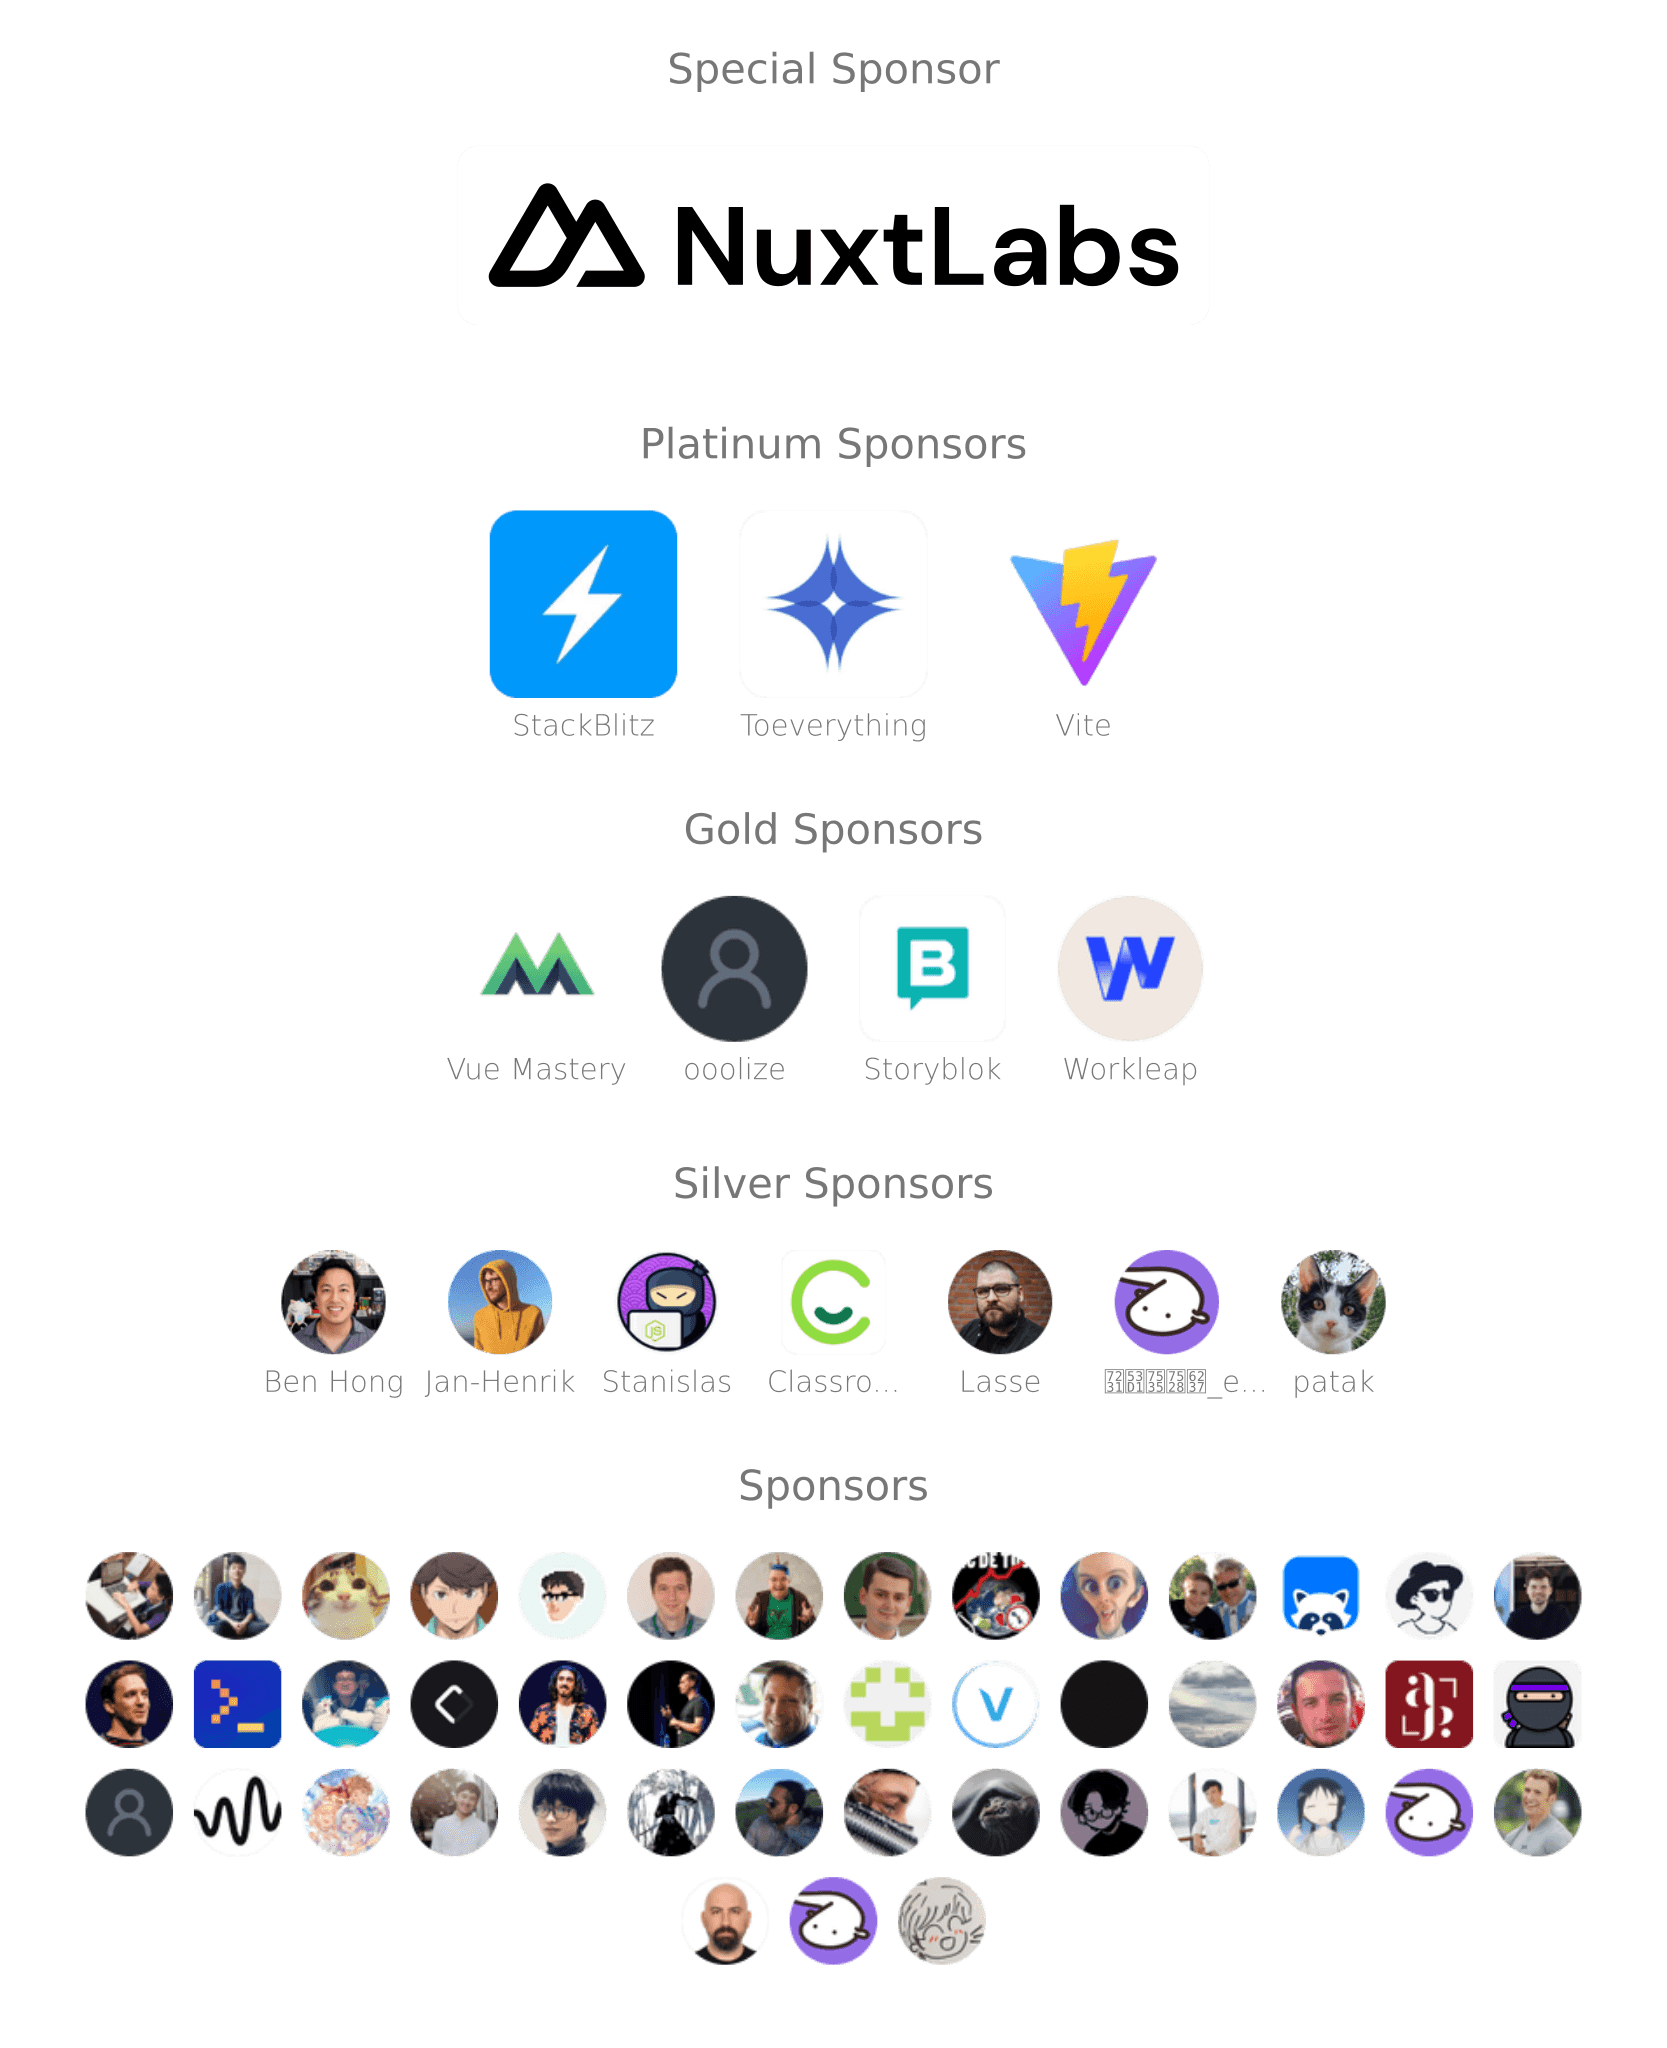 Special Sponsor
NuxtLabs
Platinum Sponsors
StackBlitz Toeverything Vite
Gold Sponsors
B W
Vue Mastery ooolize Storyblok Workleap
Silver Sponsors
JS
Ben Hong Jan-Henrik Stanislas Classro... Lasse _e... patak
Sponsors
V